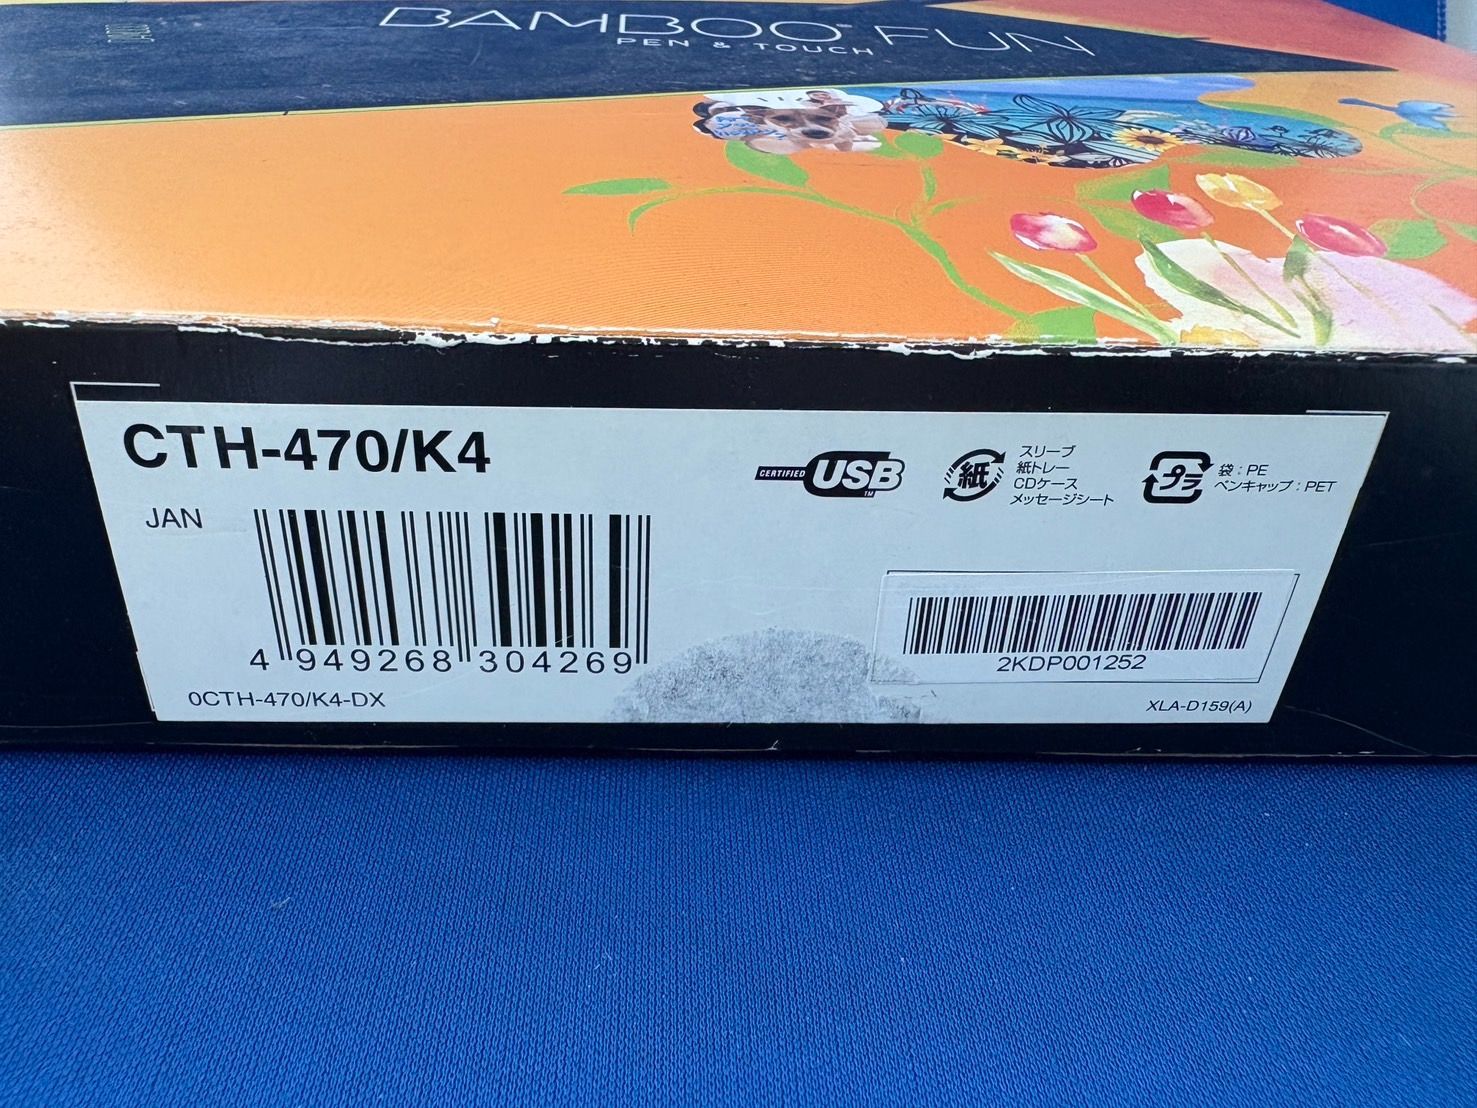 BAMBOO™ FUN
PEN & TOUCH
CTH-470/K4
JAN
4 949268 304269
0CTH-470/K4-DX
CERTIFIED USB TM
紙
スリーブ
紙トレー
CDケース
メッセージシート
プラ
袋：PE
ペンキャップ：PET
2KDP001252
XLA-D159(A)